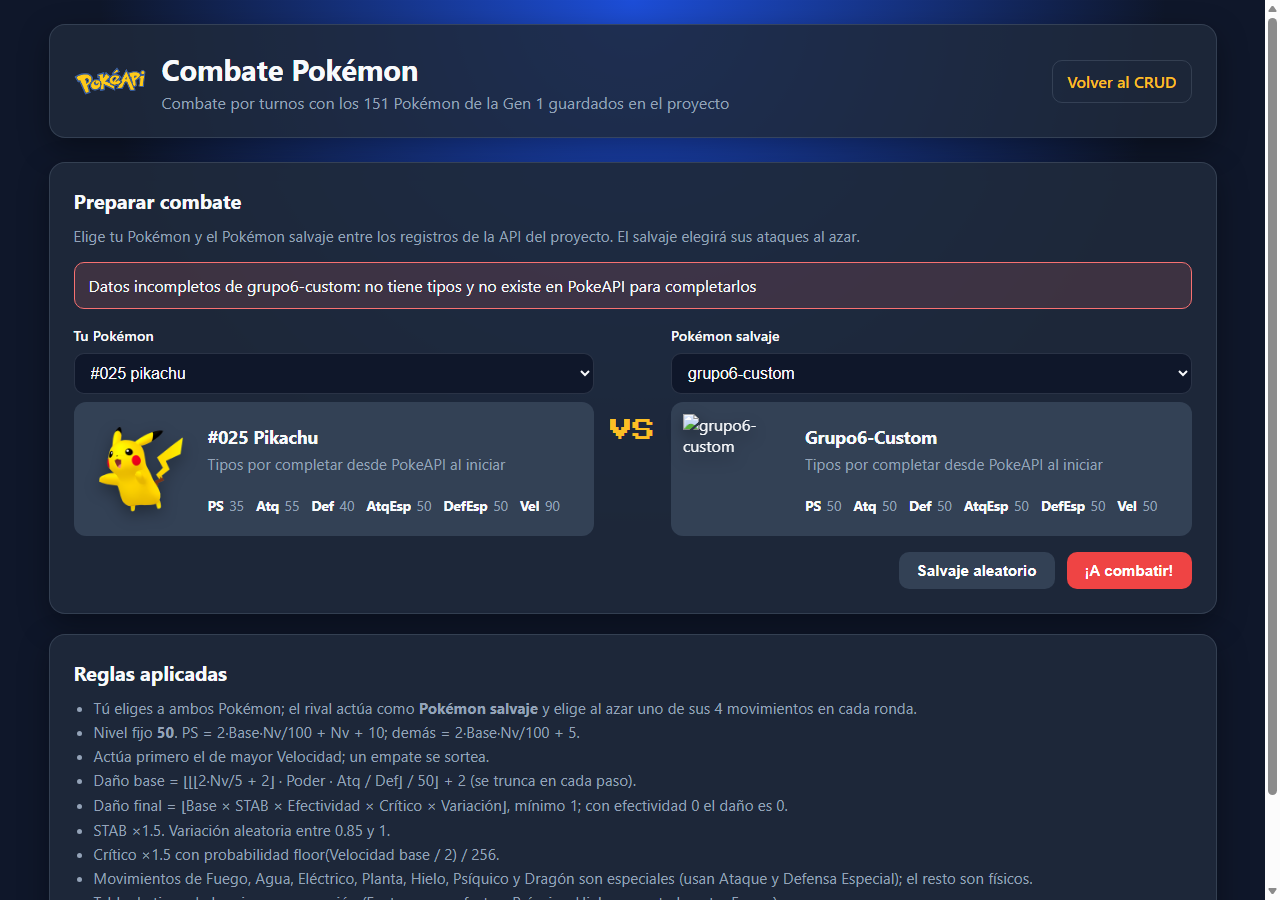 PokéAPI
Combate Pokémon
Combate por turnos con los 151 Pokémon de la Gen 1 guardados en el proyecto
Volver al CRUD
Preparar combate
Elige tu Pokémon y el Pokémon salvaje entre los registros de la API del proyecto. El salvaje elegirá sus ataques al azar.
Datos incompletos de grupo6-custom: no tiene tipos y no existe en PokeAPI para completarlos
Tu Pokémon
#025 pikachu
#025 Pikachu
Tipos por completar desde PokeAPI al iniciar
PS 35 Atq 55 Def 40 AtqEsp 50 DefEsp 50 Vel 90
VS
Pokémon salvaje
grupo6-custom
grupo6-
custom
Grupo6-Custom
Tipos por completar desde PokeAPI al iniciar
PS 50 Atq 50 Def 50 AtqEsp 50 DefEsp 50 Vel 50
Salvaje aleatorio
¡A combatir!
Reglas aplicadas
• Tú eliges a ambos Pokémon; el rival actúa como Pokémon salvaje y elige al azar uno de sus 4 movimientos en cada ronda.
• Nivel fijo 50. PS = 2·Base·Nv/100 + Nv + 10; demás = 2·Base·Nv/100 + 5.
• Actúa primero el de mayor Velocidad; un empate se sortea.
• Daño base = ⌊⌊⌊2·Nv/5 + 2⌋ · Poder · Atq / Def⌋ / 50⌋ + 2 (se trunca en cada paso).
• Daño final = ⌊Base × STAB × Efectividad × Crítico × Variación⌋, mínimo 1; con efectividad 0 el daño es 0.
• STAB ×1.5. Variación aleatoria entre 0.85 y 1.
• Crítico ×1.5 con probabilidad floor(Velocidad base / 2) / 256.
• Movimientos de Fuego, Agua, Eléctrico, Planta, Hielo, Psíquico y Dragón son especiales (usan Ataque y Defensa Especial); el resto son físicos.